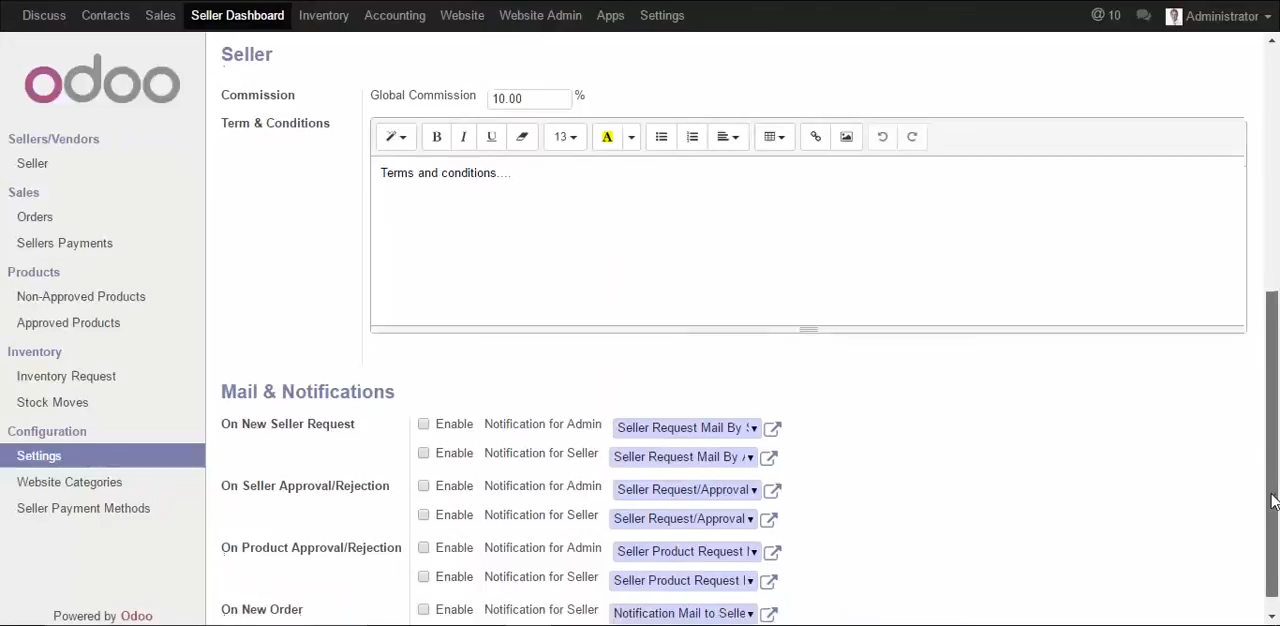 Discuss Contacts Sales Seller Dashboard Inventory Accounting Website Website Admin Apps Settings @ 10 Administrator
odoo
Sellers/Vendors
Seller
Sales
Orders
Sellers Payments
Products
Non-Approved Products
Approved Products
Inventory
Inventory Request
Stock Moves
Configuration
Settings
Website Categories
Seller Payment Methods
Powered by Odoo
Seller
Commission Global Commission 10.00 %
Term & Conditions
B I U 13 A
Terms and conditions....
Mail & Notifications
On New Seller Request Enable Notification for Admin Seller Request Mail By
Enable Notification for Seller Seller Request Mail By
On Seller Approval/Rejection Enable Notification for Admin Seller Request/Approval
Enable Notification for Seller Seller Request/Approval
On Product Approval/Rejection Enable Notification for Admin Seller Product Request
Enable Notification for Seller Seller Product Request
On New Order Enable Notification for Seller Notification Mail to Selle